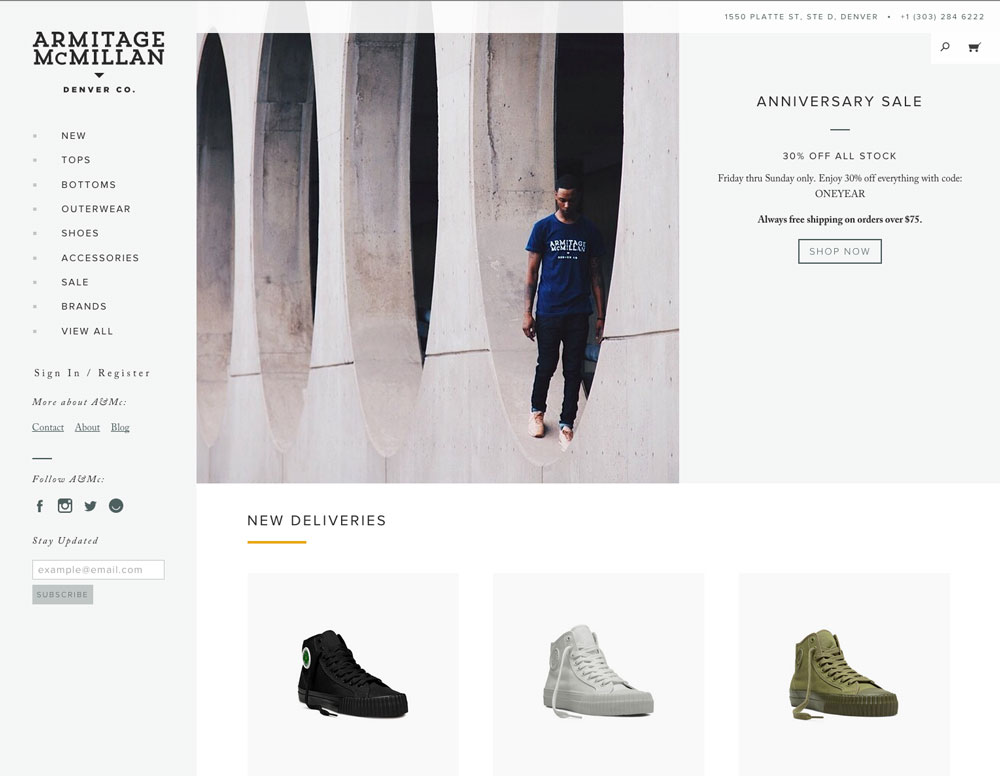 1550 PLATTE ST, STE D, DENVER • +1 (303) 284 6222
ARMITAGE
McMILLAN
DENVER CO.
NEW
TOPS
BOTTOMS
OUTERWEAR
SHOES
ACCESSORIES
SALE
BRANDS
VIEW ALL
Sign In / Register
More about A&Mc:
Contact About Blog
Follow A&Mc:
Stay Updated
example@email.com
SUBSCRIBE
ARMITAGE
McMILLAN
DENVER CO
ANNIVERSARY SALE
30% OFF ALL STOCK
Friday thru Sunday only. Enjoy 30% off everything with code:
ONEYEAR
Always free shipping on orders over $75.
SHOP NOW
NEW DELIVERIES